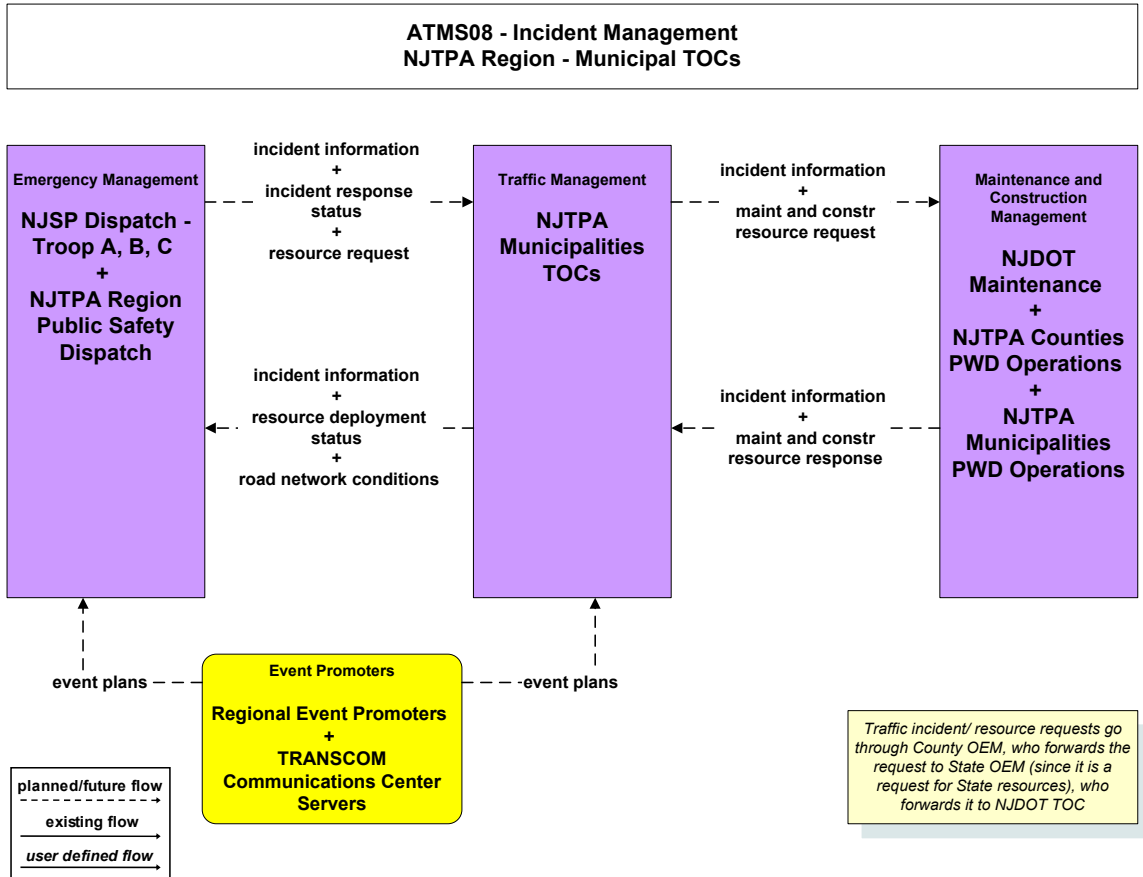 ATMS08 - Incident Management
NJTPA Region - Municipal TOCs
Emergency Management
NJSP Dispatch -
Troop A, B, C
+
NJTPA Region
Public Safety
Dispatch
incident information
+
incident response
status
+
resource request
Traffic Management
NJTPA
Municipalities
TOCs
incident information
+
maint and constr
resource request
Maintenance and
Construction
Management
NJDOT
Maintenance
+
NJTPA Counties
PWD Operations
+
NJTPA
Municipalities
PWD Operations
incident information
+
resource deployment
status
+
road network conditions
incident information
+
maint and constr
resource response
event plans
Event Promoters
Regional Event Promoters
+
TRANSCOM
Communications Center
Servers
event plans
Traffic incident/ resource requests go
through County OEM, who forwards the
request to State OEM (since it is a
request for State resources), who
forwards it to NJDOT TOC
planned/future flow
existing flow
user defined flow